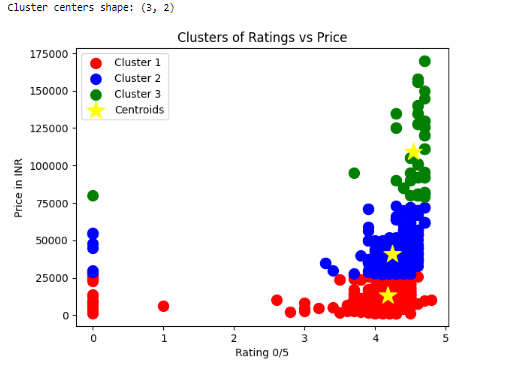 Cluster centers shape: (3, 2)
Clusters of Ratings vs Price
Cluster 1
Cluster 2
Cluster 3
Centroids
175000
150000
125000
100000
75000
50000
25000
0
Price in INR
0 1 2 3 4 5
Rating 0/5